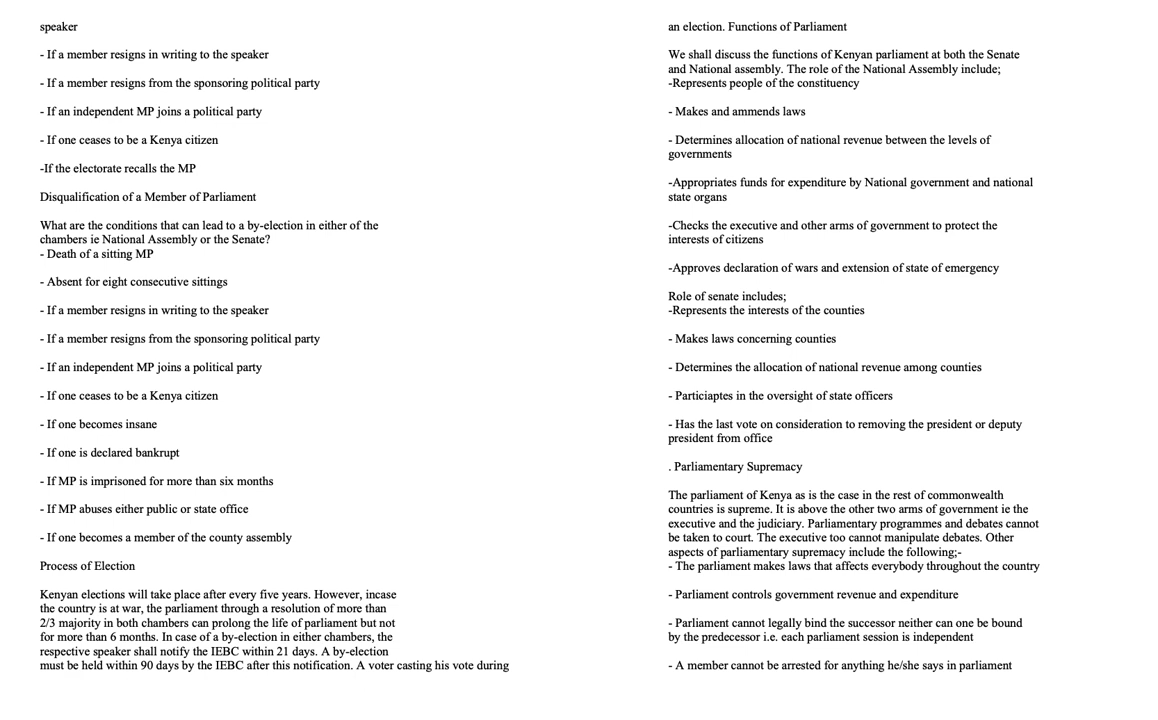 speaker
- If a member resigns in writing to the speaker
- If a member resigns from the sponsoring political party
- If an independent MP joins a political party
- If one ceases to be a Kenya citizen
-If the electorate recalls the MP
Disqualification of a Member of Parliament
What are the conditions that can lead to a by-election in either of the
chambers ie National Assembly or the Senate?
- Death of a sitting MP
- Absent for eight consecutive sittings
- If a member resigns in writing to the speaker
- If a member resigns from the sponsoring political party
- If an independent MP joins a political party
- If one ceases to be a Kenya citizen
- If one becomes insane
- If one is declared bankrupt
- If MP is imprisoned for more than six months
- If MP abuses either public or state office
- If one becomes a member of the county assembly
Process of Election
Kenyan elections will take place after every five years. However, incase
the country is at war, the parliament through a resolution of more than
2/3 majority in both chambers can prolong the life of parliament but not
for more than 6 months. In case of a by-election in either chambers, the
respective speaker shall notify the IEBC within 21 days. A by-election
must be held within 90 days by the IEBC after this notification. A voter casting his vote during
an election. Functions of Parliament
We shall discuss the functions of Kenyan parliament at both the Senate
and National assembly. The role of the National Assembly include;
-Represents people of the constituency
- Makes and ammends laws
- Determines allocation of national revenue between the levels of
governments
-Appropriates funds for expenditure by National government and national
state organs
-Checks the executive and other arms of government to protect the
interests of citizens
-Approves declaration of wars and extension of state of emergency
Role of senate includes;
-Represents the interests of the counties
- Makes laws concerning counties
- Determines the allocation of national revenue among counties
- Particiaptes in the oversight of state officers
- Has the last vote on consideration to removing the president or deputy
president from office
. Parliamentary Supremacy
The parliament of Kenya as is the case in the rest of commonwealth
countries is supreme. It is above the other two arms of government ie the
executive and the judiciary. Parliamentary programmes and debates cannot
be taken to court. The executive too cannot manipulate debates. Other
aspects of parliamentary supremacy include the following;-
- The parliament makes laws that affects everybody throughout the country
- Parliament controls government revenue and expenditure
- Parliament cannot legally bind the successor neither can one be bound
by the predecessor i.e. each parliament session is independent
- A member cannot be arrested for anything he/she says in parliament